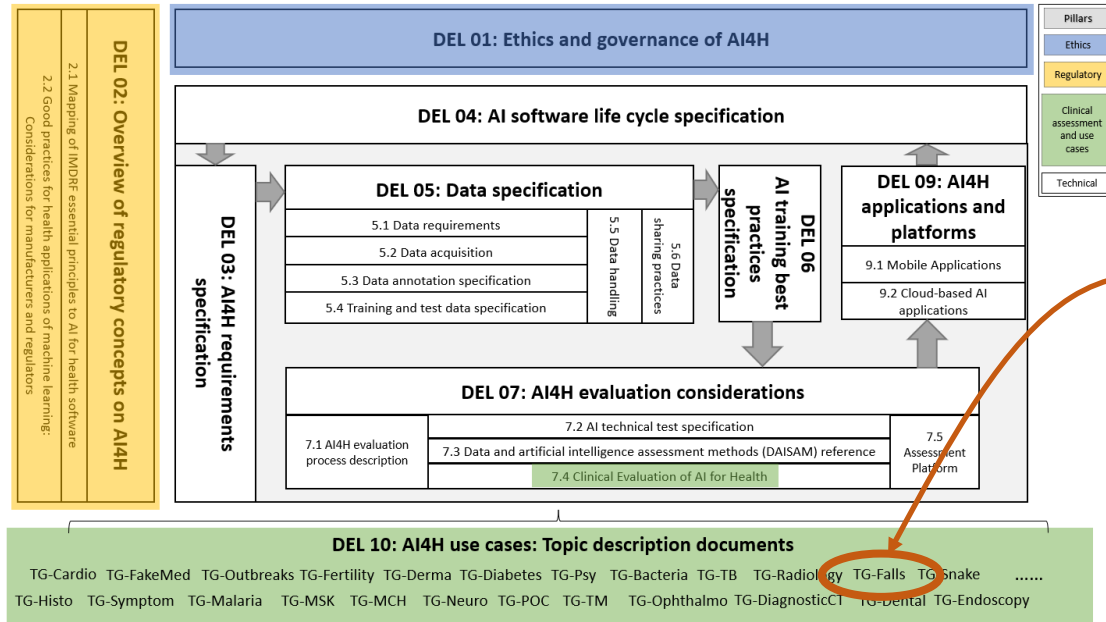 DEL 02: Overview of regulatory concepts on AI4H
2.1 Mapping of IMDRF essential principles to AI for health software
2.2 Good practices for health applications of machine learning:
Considerations for manufacturers and regulators
DEL 01: Ethics and governance of AI4H
Pillars
Ethics
Regulatory
Clinical
assessment
and use
cases
Technical
DEL 04: AI software life cycle specification
DEL 03: AI4H requirements
specification
DEL 05: Data specification
5.1 Data requirements
5.2 Data acquisition
5.3 Data annotation specification
5.4 Training and test data specification
5.5 Data handling
5.6 Data
sharing practices
DEL 06
AI training best
practices
specification
DEL 09: AI4H
applications and
platforms
9.1 Mobile Applications
9.2 Cloud-based AI
applications
DEL 07: AI4H evaluation considerations
7.1 AI4H evaluation
process description
7.2 AI technical test specification
7.3 Data and artificial intelligence assessment methods (DAISAM) reference
7.4 Clinical Evaluation of AI for Health
7.5
Assessment
Platform
DEL 10: AI4H use cases: Topic description documents
TG-Cardio TG-FakeMed TG-Outbreaks TG-Fertility TG-Derma TG-Diabetes TG-Psy TG-Bacteria TG-TB TG-Radiology TG-Falls TG-Snake ......
TG-Histo TG-Symptom TG-Malaria TG-MSK TG-MCH TG-Neuro TG-POC TG-TM TG-Ophthalmo TG-DiagnosticCT TG-Dental TG-Endoscopy